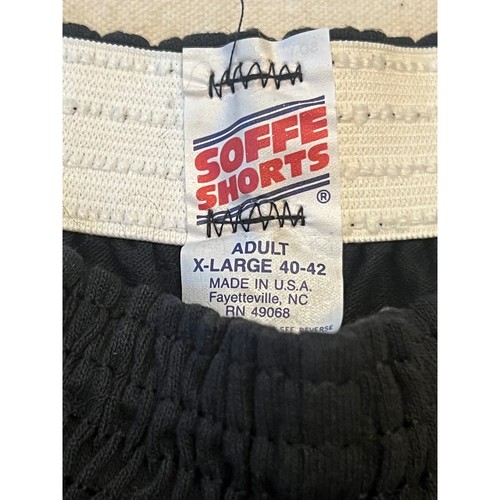 SOFFE
SHORTS
®
ADULT
X-LARGE 40-42
MADE IN U.S.A.
Fayetteville, NC
RN 49068
SEE REVERSE